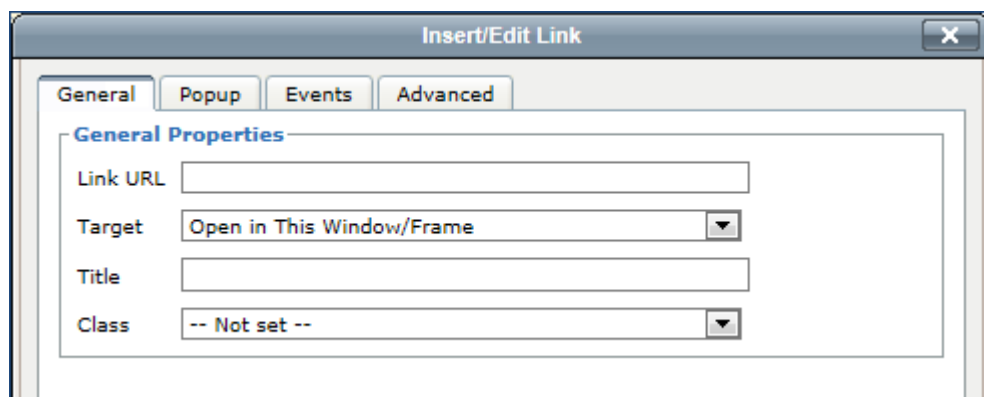 Insert/Edit Link
General Popup Events Advanced
General Properties
Link URL
Target Open in This Window/Frame
Title
Class -- Not set --